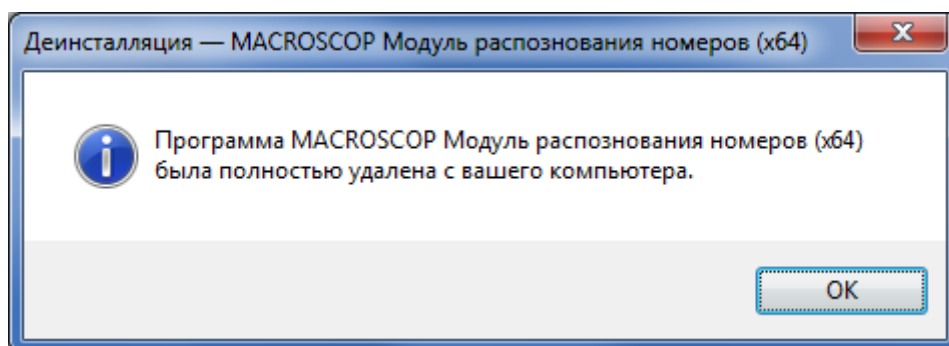 Деинсталляция — MACROSCOP Модуль распознования номеров (x64)
Программа MACROSCOP Модуль распознования номеров (x64)
была полностью удалена с вашего компьютера.
OK